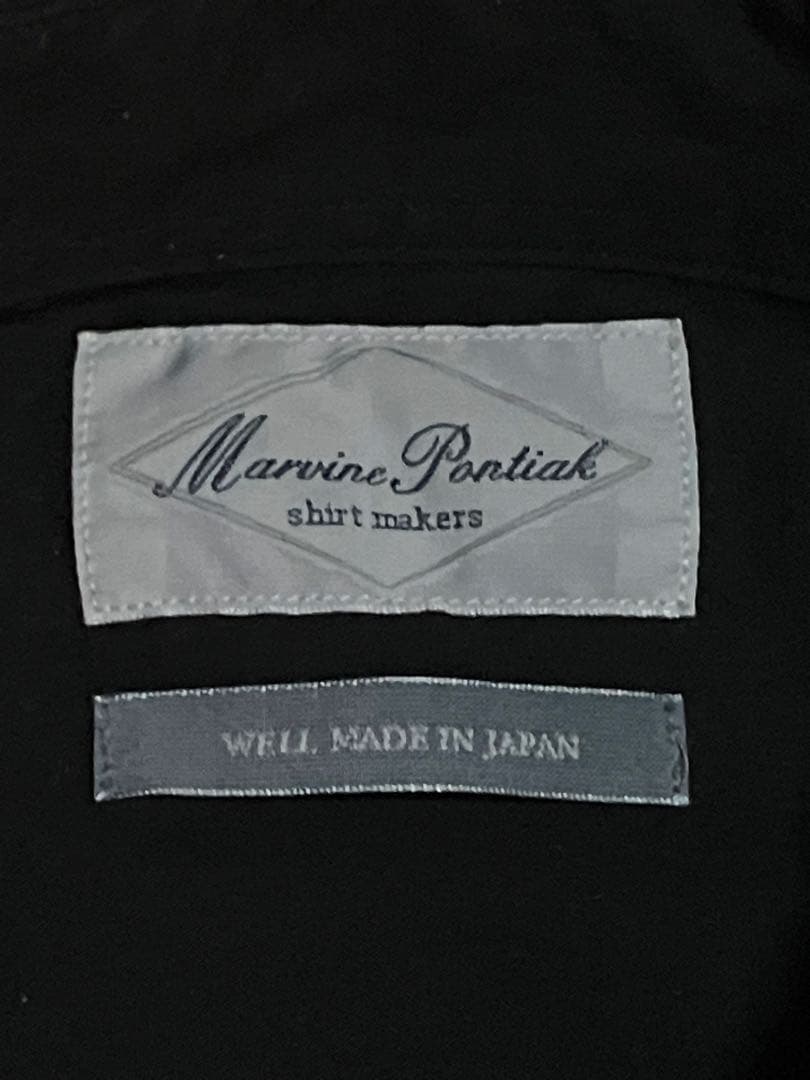 Marvine Pontiak
shirt makers
WELL MADE IN JAPAN